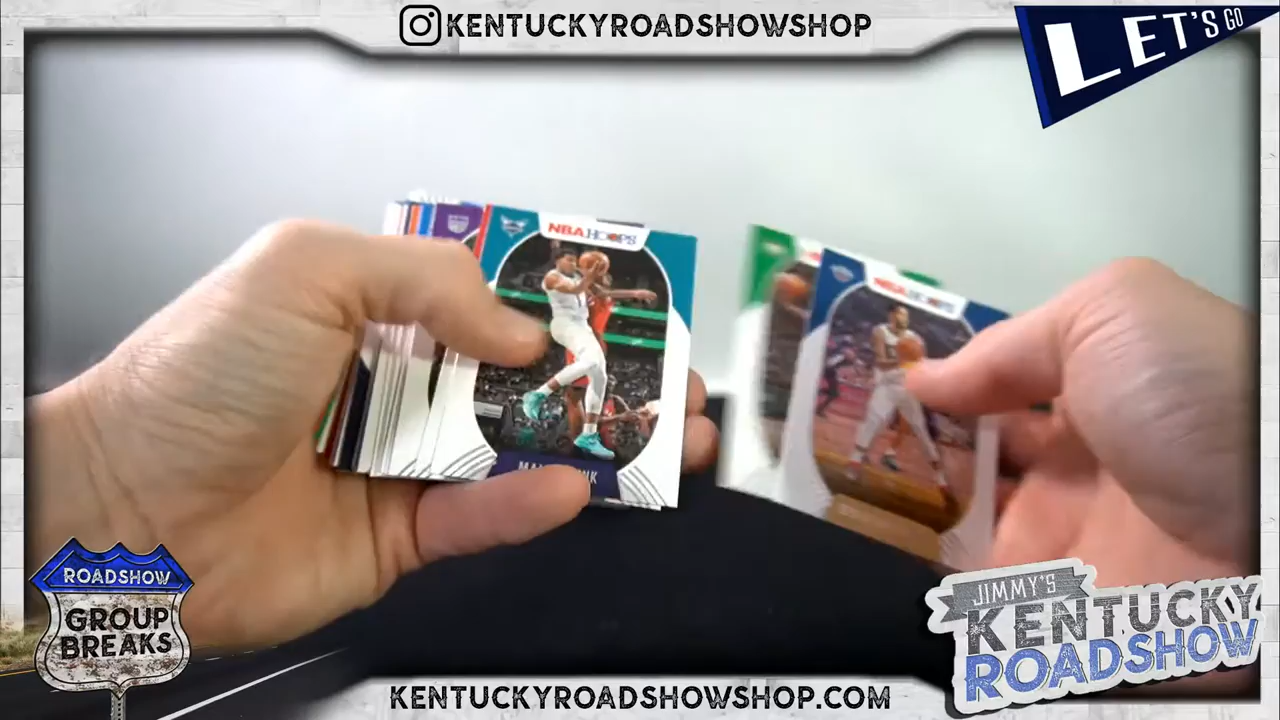 KENTUCKYROADSHOWSHOP
LET'S GO
NBA HOOPS
NBA HOOPS
ROADSHOW
GROUP
BREAKS
JIMMY'S
KENTUCKY
ROADSHOW
KENTUCKYROADSHOWSHOP.COM